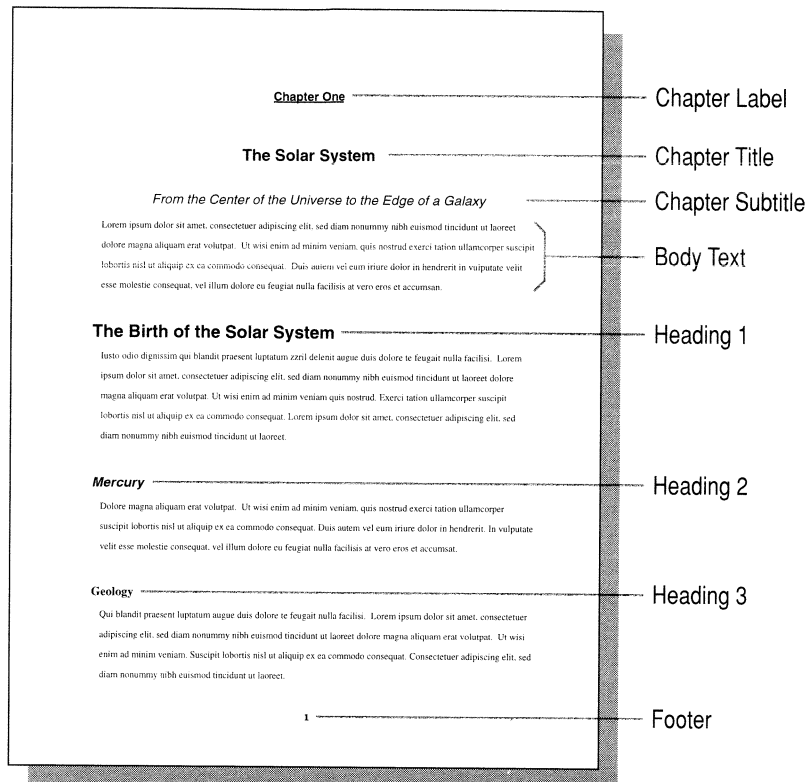 Chapter One Chapter Label
The Solar System Chapter Title
From the Center of the Universe to the Edge of a Galaxy Chapter Subtitle
Lorem ipsum dolor sit amet, consectetuer adipiscing elit, sed diam nonummy nibh euismod tincidunt ut laoreet
dolore magna aliquam erat volutpat. Ut wisi enim ad minim veniam, quis nostrud exerci tation ullamcorper suscipit
Body Text
lobortis nisl ut aliquip ex ea commodo consequat. Duis autem vel eum iriure dolor in hendrerit in vulputate velit
esse molestie consequat, vel illum dolore eu feugiat nulla facilisis at vero eros et accumsan.
The Birth of the Solar System Heading 1
Iusto odio dignissim qui blandit praesent luptatum zzril delenit augue duis dolore te feugait nulla facilisi. Lorem
ipsum dolor sit amet, consectetuer adipiscing elit, sed diam nonummy nibh euismod tincidunt ut laoreet dolore
magna aliquam erat volutpat. Ut wisi enim ad minim veniam quis nostrud. Exerci tation ullamcorper suscipit
lobortis nisl ut aliquip ex ea commodo consequat. Lorem ipsum dolor sit amet, consectetuer adipiscing elit, sed
diam nonummy nibh euismod tincidunt ut laoreet.
Mercury Heading 2
Dolore magna aliquam erat volutpat. Ut wisi enim ad minim veniam, quis nostrud exerci tation ullamcorper
suscipit lobortis nisl ut aliquip ex ea commodo consequat. Duis autem vel eum iriure dolor in hendrerit. In vulputate
velit esse molestie consequat, vel illum dolore eu feugiat nulla facilisis at vero eros et accumsat.
Geology Heading 3
Qui blandit praesent luptatum augue duis dolore te feugait nulla facilisi. Lorem ipsum dolor sit amet, consectetuer
adipiscing elit, sed diam nonummy nibh euismod tincidunt ut laoreet dolore magna aliquam erat volutpat. Ut wisi
enim ad minim veniam. Suscipit lobortis nisl ut aliquip ex ea commodo consequat. Consectetuer adipiscing elit, sed
diam nonummy nibh euismod tincidunt ut laoreet.
1 Footer